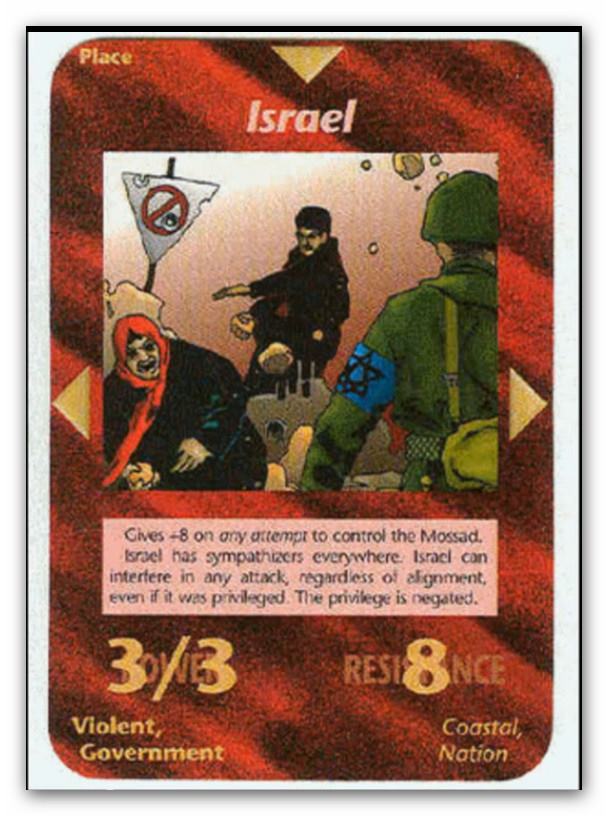 Place
Israel
Gives +8 on any attempt to control the Mossad.
Israel has sympathizers everywhere. Israel can
interfere in any attack, regardless of alignment,
even if it was privileged. The privilege is negated.
3/3 POWER
RESISTANCE 8
Violent,
Government
Coastal,
Nation